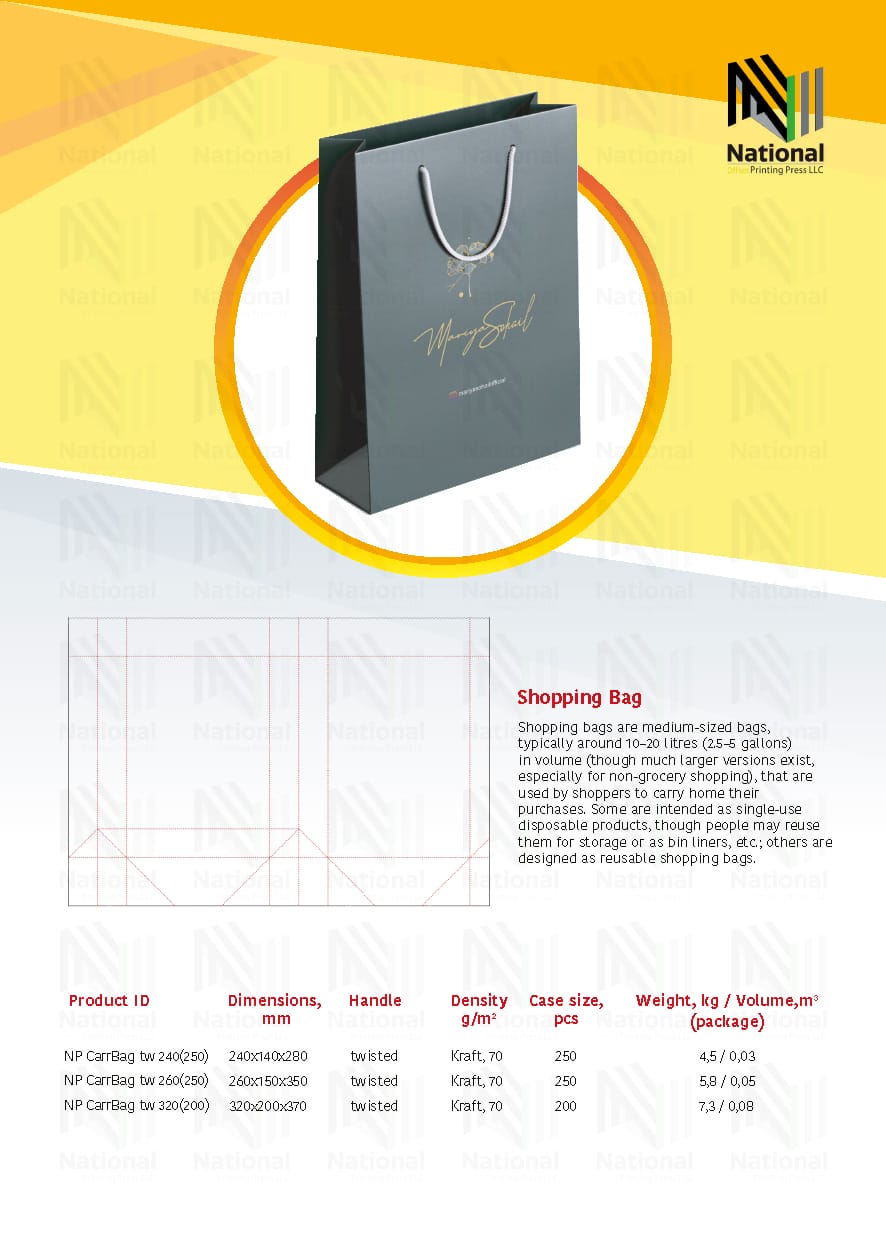 National
Offset Printing Press LLC
Mariya Sohail
mariyasohailofficial
Shopping Bag
Shopping bags are medium-sized bags,
typically around 10–20 litres (2.5–5 gallons)
in volume (though much larger versions exist,
especially for non-grocery shopping), that are
used by shoppers to carry home their
purchases. Some are intended as single-use
disposable products, though people may reuse
them for storage or as bin liners, etc.; others are
designed as reusable shopping bags.
Product ID Dimensions, mm Handle Density g/m² Case size, pcs Weight, kg / Volume,m³ (package)
NP CarrBag tw 240(250) 240x140x280 twisted Kraft, 70 250 4,5 / 0,03
NP CarrBag tw 260(250) 260x150x350 twisted Kraft, 70 250 5,8 / 0,05
NP CarrBag tw 320(200) 320x200x370 twisted Kraft, 70 200 7,3 / 0,08